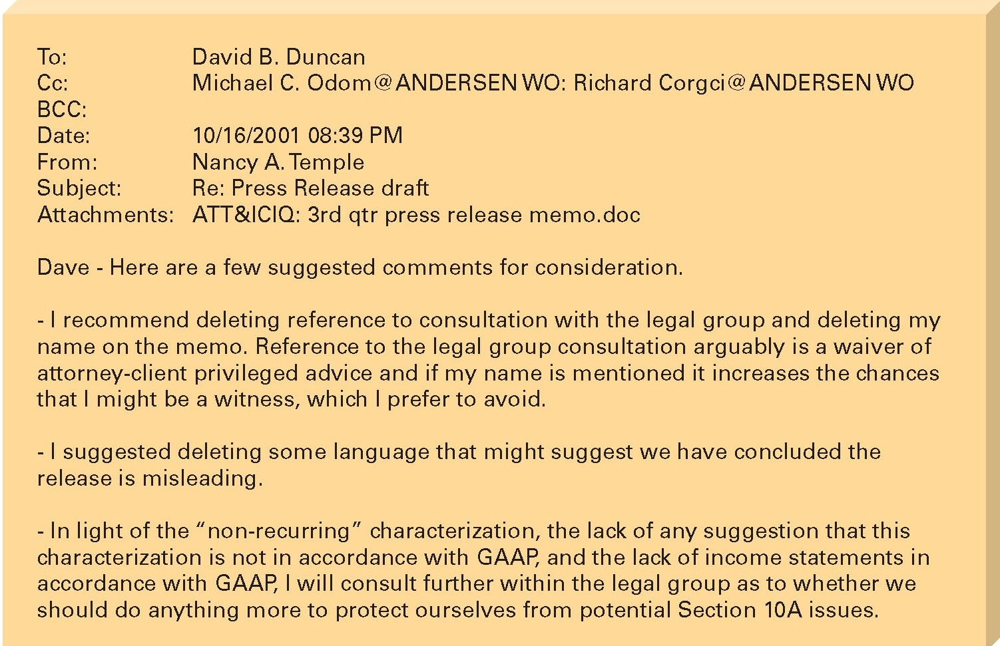 To: David B. Duncan
Cc: Michael C. Odom@ANDERSEN WO: Richard Corgci@ANDERSEN WO
BCC:
Date: 10/16/2001 08:39 PM
From: Nancy A. Temple
Subject: Re: Press Release draft
Attachments: ATT&ICIQ: 3rd qtr press release memo.doc
Dave - Here are a few suggested comments for consideration.
- I recommend deleting reference to consultation with the legal group and deleting my
name on the memo. Reference to the legal group consultation arguably is a waiver of
attorney-client privileged advice and if my name is mentioned it increases the chances
that I might be a witness, which I prefer to avoid.
- I suggested deleting some language that might suggest we have concluded the
release is misleading.
- In light of the “non-recurring” characterization, the lack of any suggestion that this
characterization is not in accordance with GAAP, and the lack of income statements in
accordance with GAAP, I will consult further within the legal group as to whether we
should do anything more to protect ourselves from potential Section 10A issues.